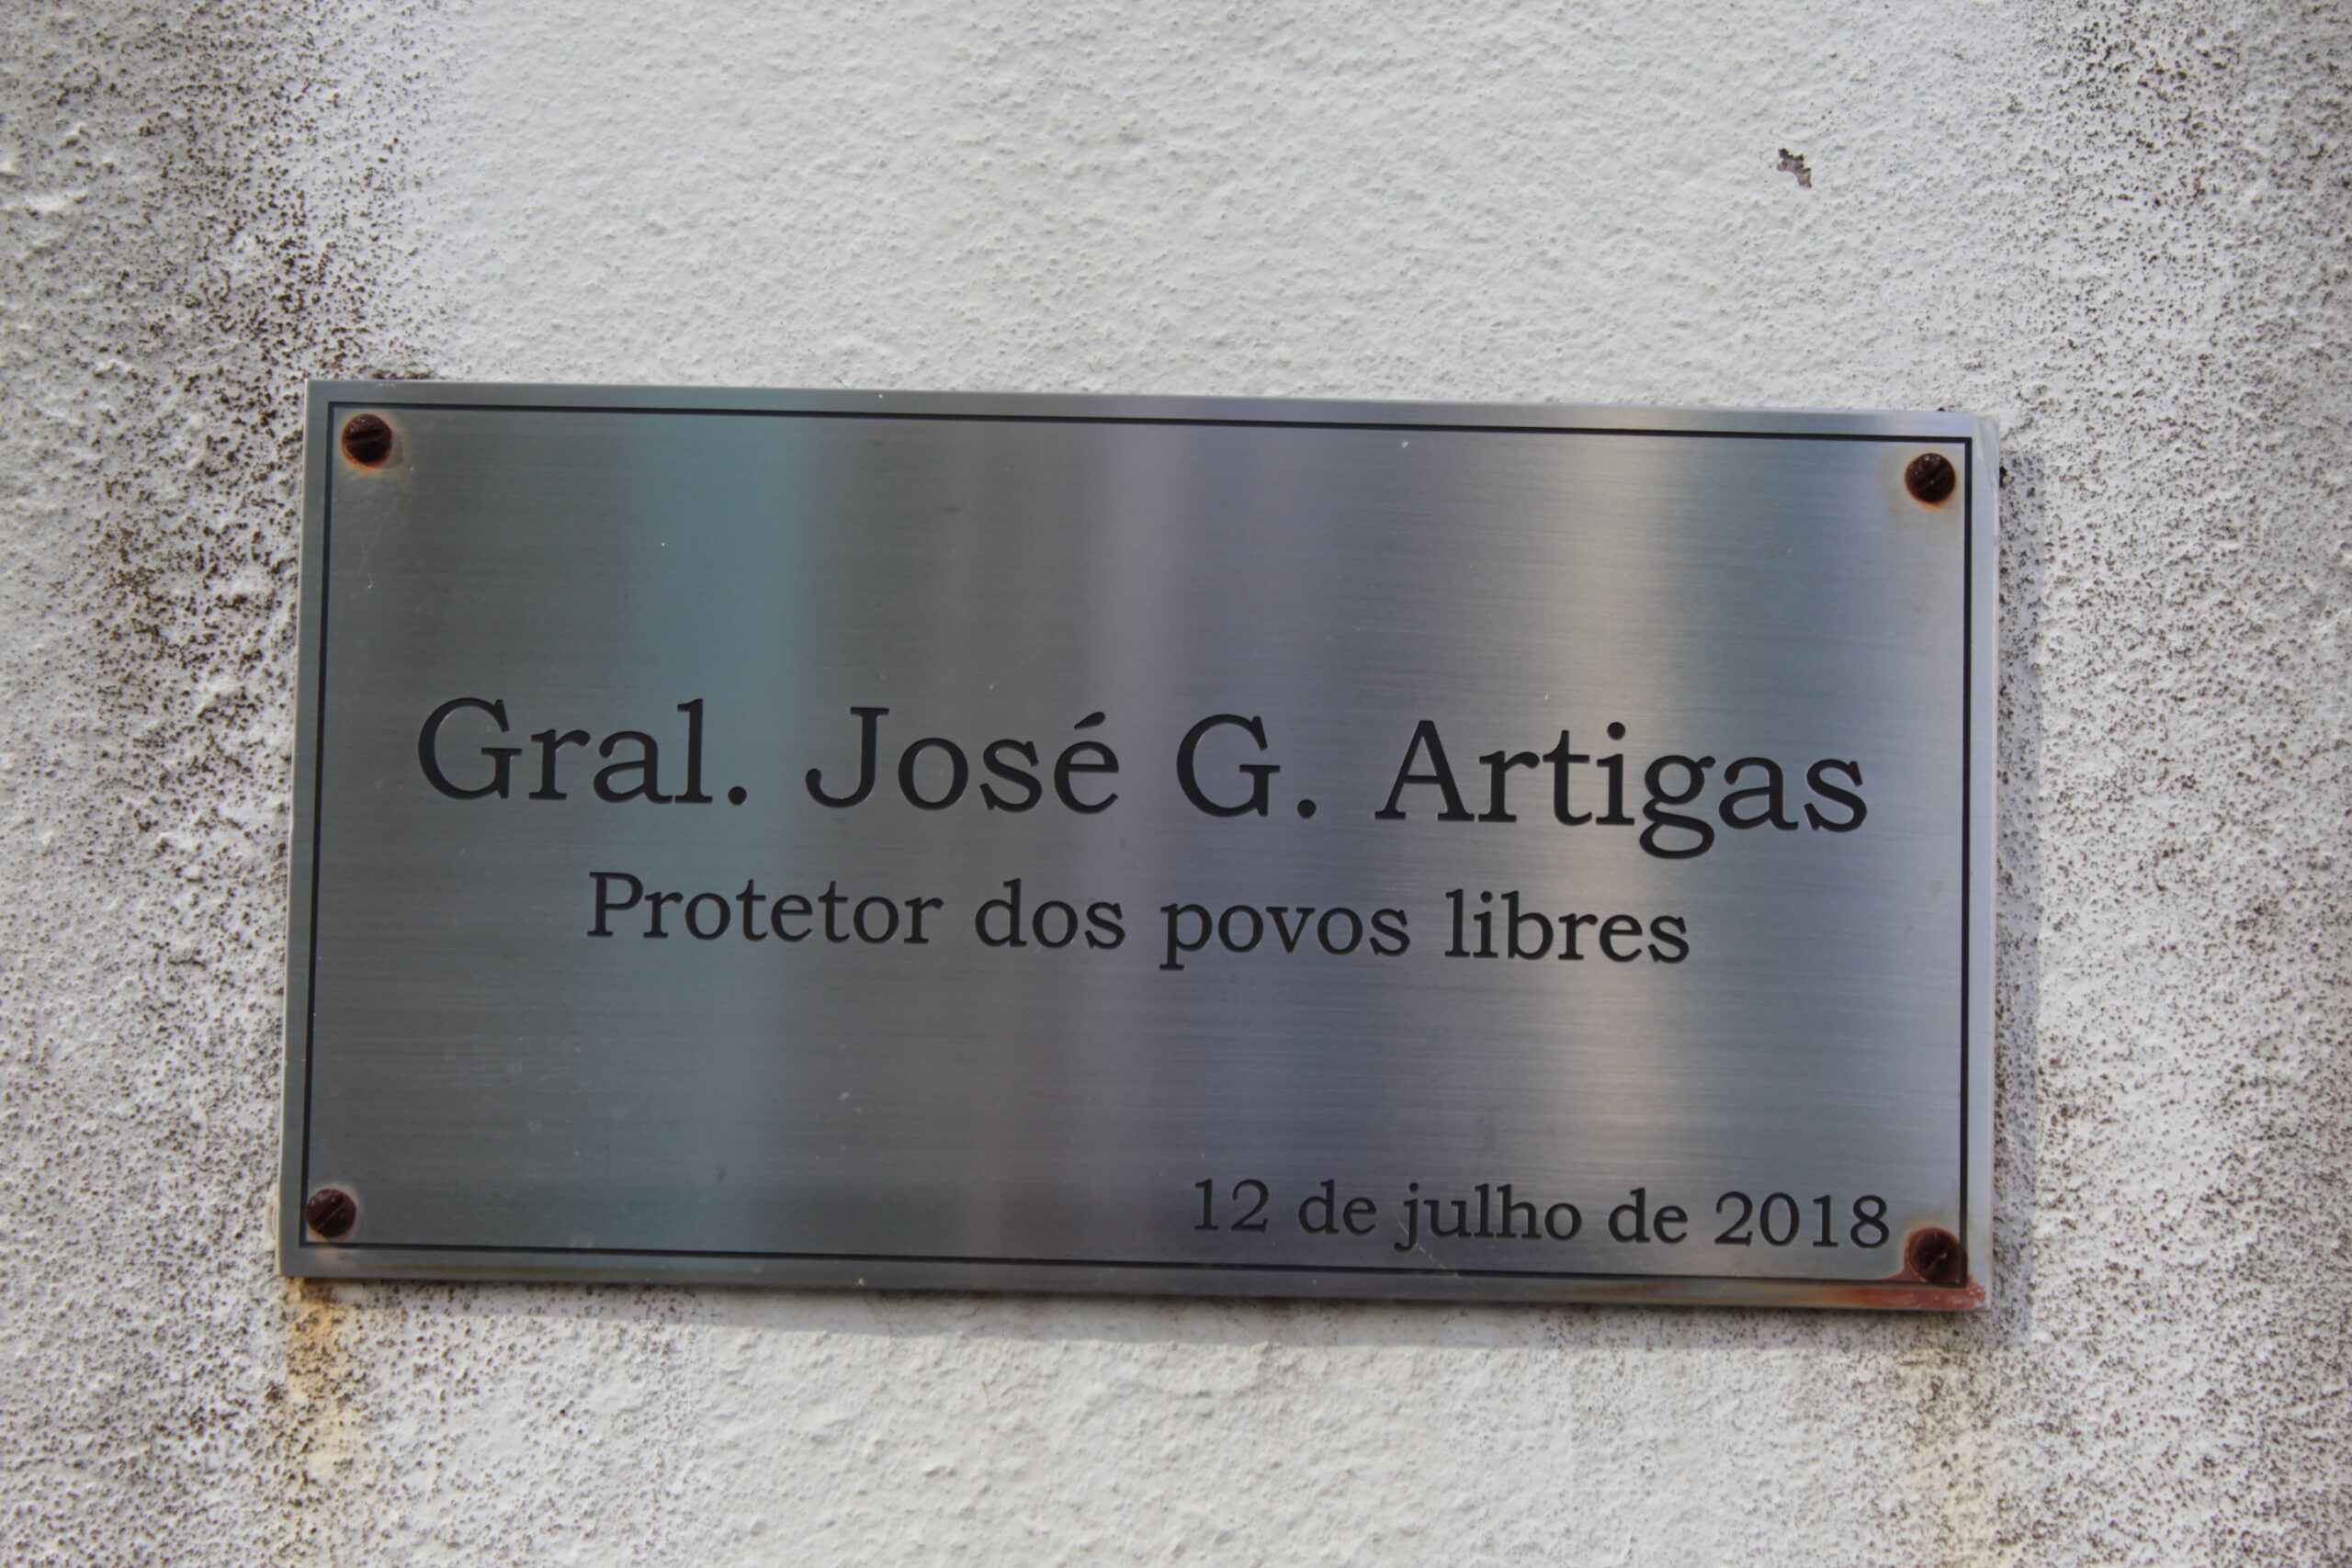 Gral. José G. Artigas
Protetor dos povos libres
12 de julho de 2018